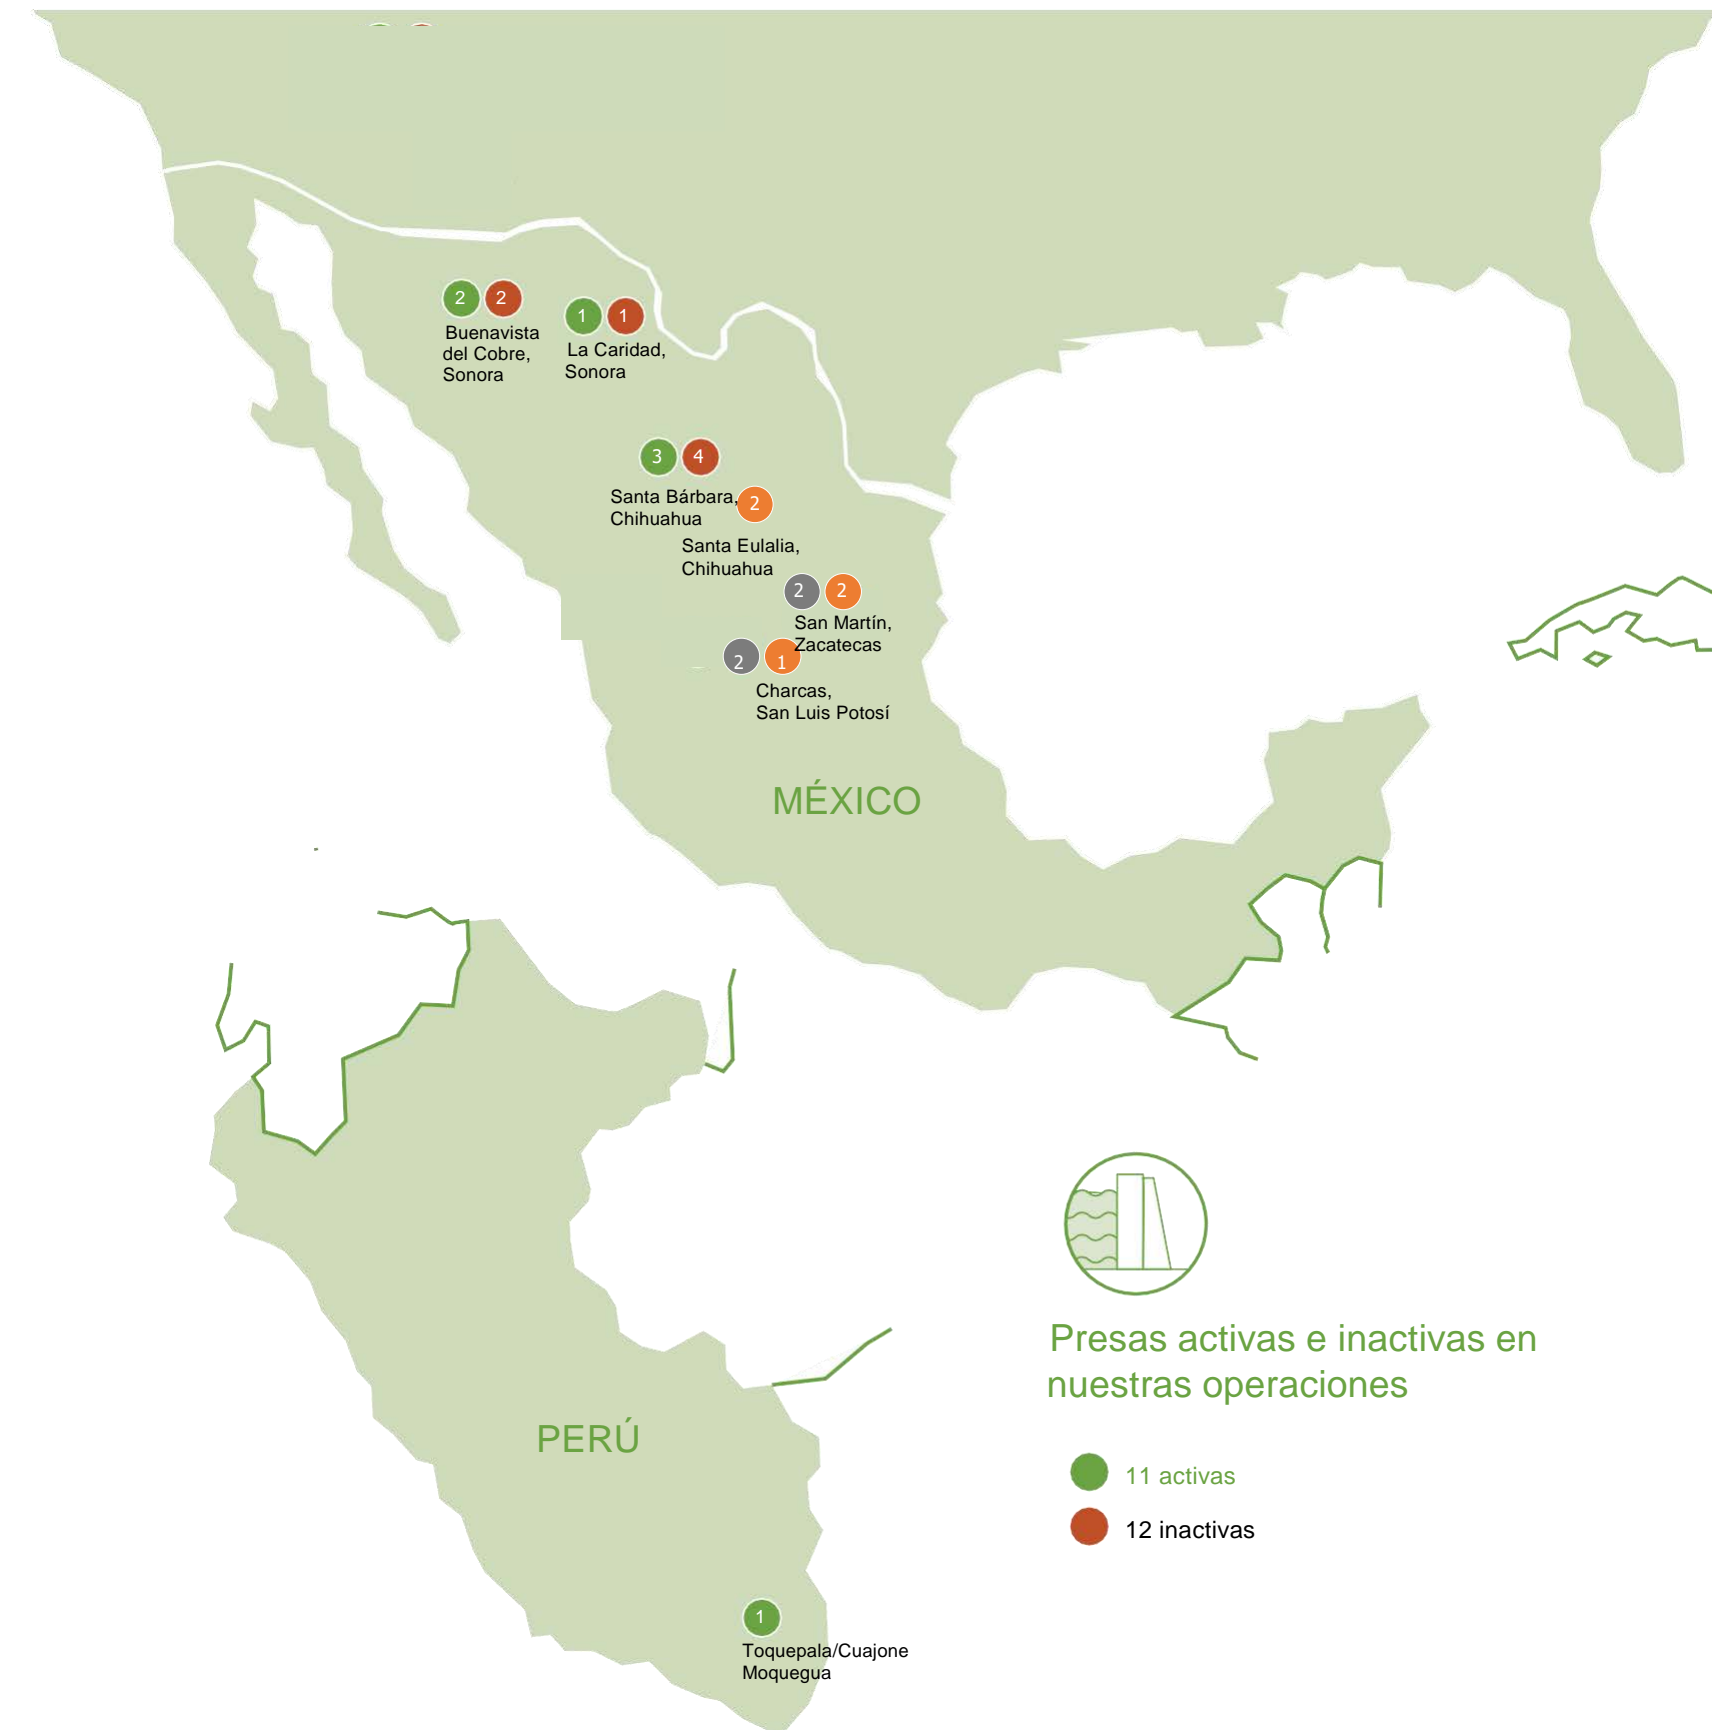 2 2
Buenavista
del Cobre,
Sonora
1 1
La Caridad,
Sonora
3 4
Santa Bárbara,
Chihuahua
2
Santa Eulalia,
Chihuahua
2 2
San Martín,
Zacatecas
2 1
Charcas,
San Luis Potosí
MÉXICO
PERÚ
1
Toquepala/Cuajone
Moquegua
Presas activas e inactivas en
nuestras operaciones
11 activas
12 inactivas